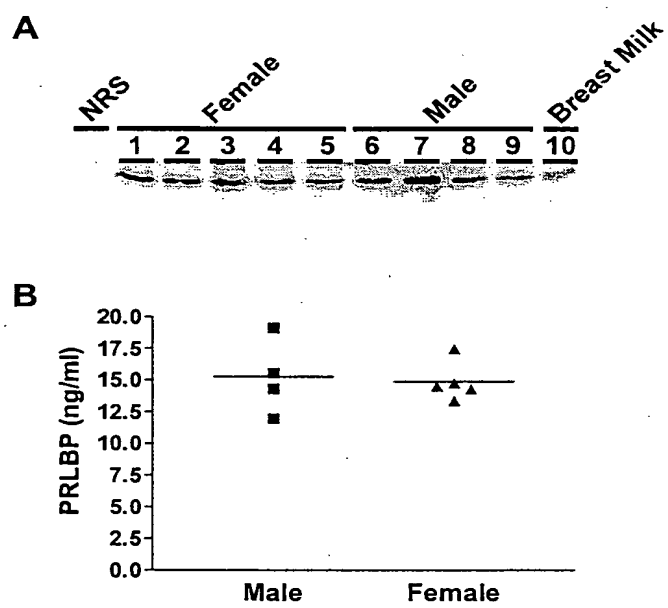 A
NRS Female Male Breast Milk
1 2 3 4 5 6 7 8 9 10
B
20.0
17.5
15.0
12.5
10.0
7.5
5.0
2.5
0.0
PRLBP (ng/ml)
Male Female